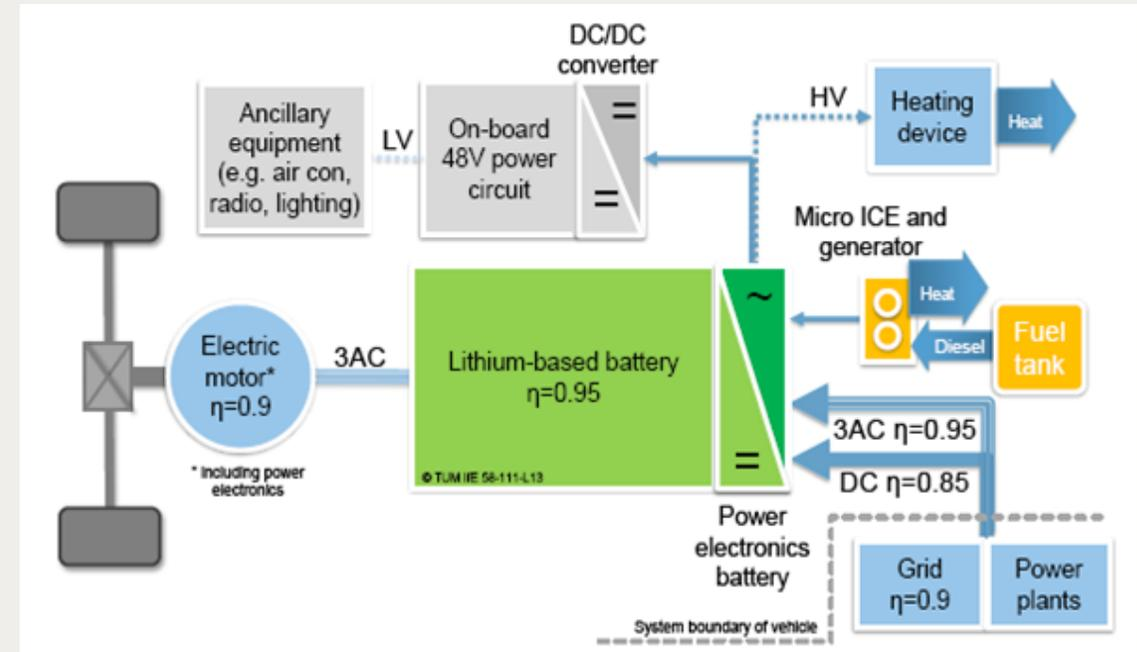 DC/DC
converter
Ancillary
equipment
(e.g. air con,
radio, lighting)
LV
On-board
48V power
circuit
=
=
HV
Heating
device
Heat
Micro ICE and
generator
Heat
Diesel
Fuel
tank
Electric
motor*
η=0.9
* Including power
electronics
3AC
Lithium-based battery
η=0.95
© TUM IfE 58-111-L13
~
=
3AC η=0.95
DC η=0.85
Power
electronics
battery
Grid
η=0.9
Power
plants
System boundary of vehicle